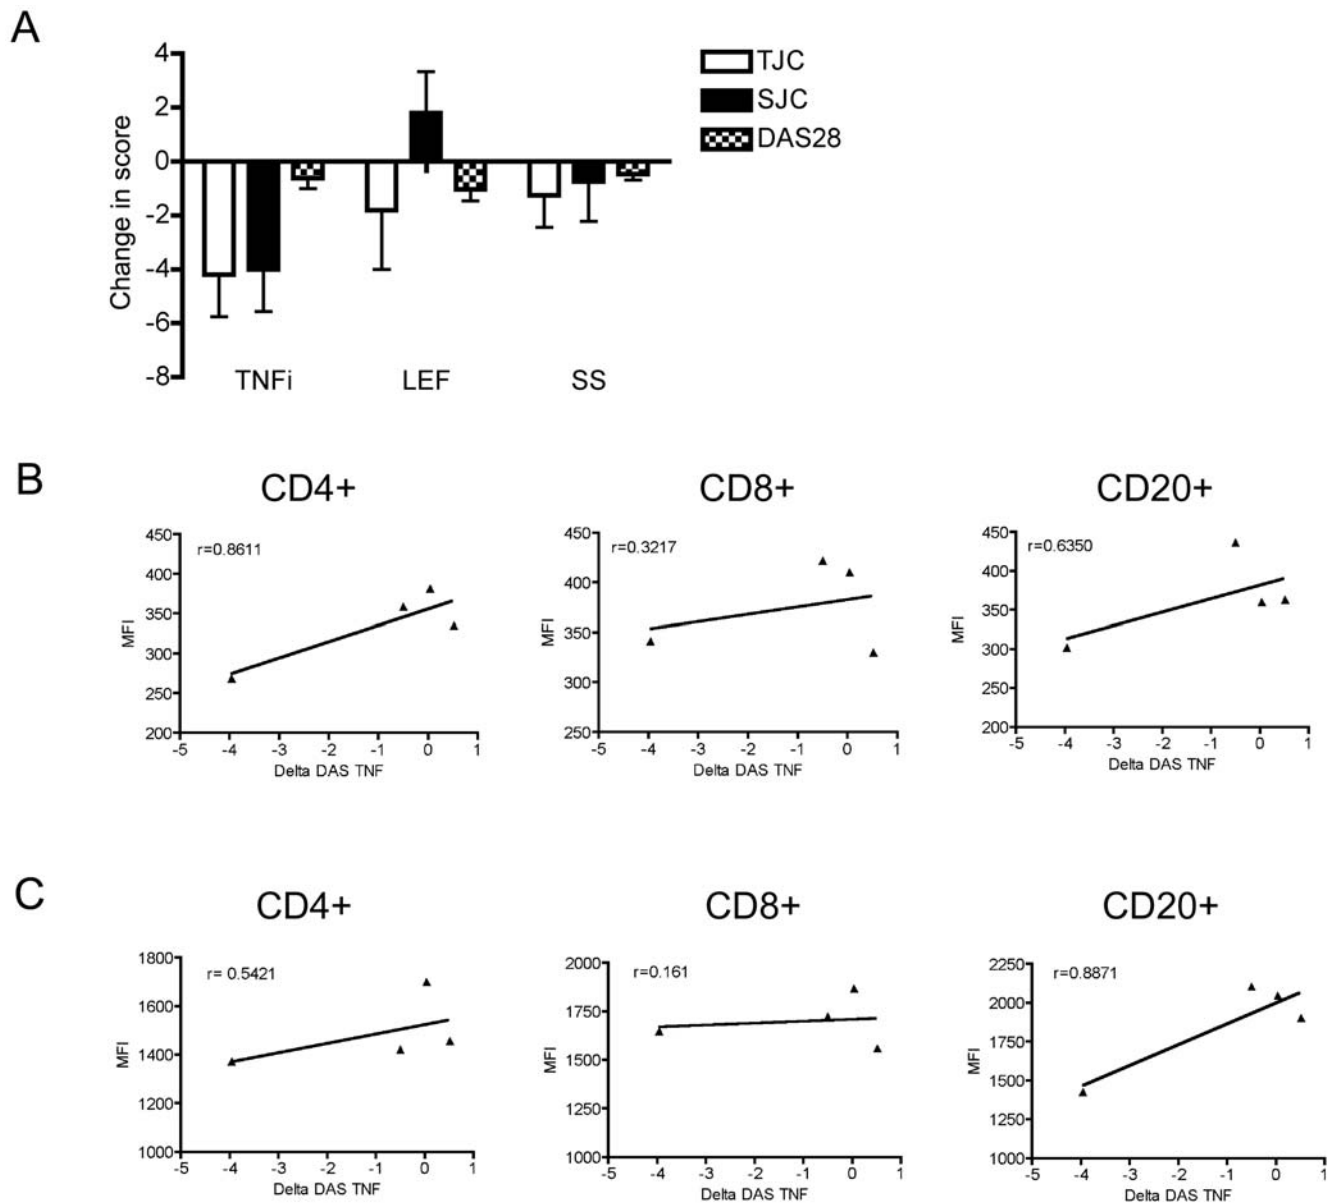 A
Change in score
4
2
0
-2
-4
-6
-8
TNFi LEF SS
TJC
SJC
DAS28
B
CD4+
r=0.8611
MFI
450
400
350
300
250
200
-5 -4 -3 -2 -1 0 1
Delta DAS TNF
CD8+
r=0.3217
MFI
450
400
350
300
250
-5 -4 -3 -2 -1 0 1
Delta DAS TNF
CD20+
r=0.6350
MFI
450
400
350
300
250
200
-5 -4 -3 -2 -1 0 1
Delta DAS TNF
C
CD4+
r= 0.5421
MFI
1800
1600
1400
1200
1000
-5 -4 -3 -2 -1 0 1
Delta DAS TNF
CD8+
r=0.161
MFI
2000
1750
1500
1250
1000
-5 -4 -3 -2 -1 0 1
Delta DAS TNF
CD20+
r=0.8871
MFI
2250
2000
1750
1500
1250
1000
-5 -4 -3 -2 -1 0 1
Delta DAS TNF